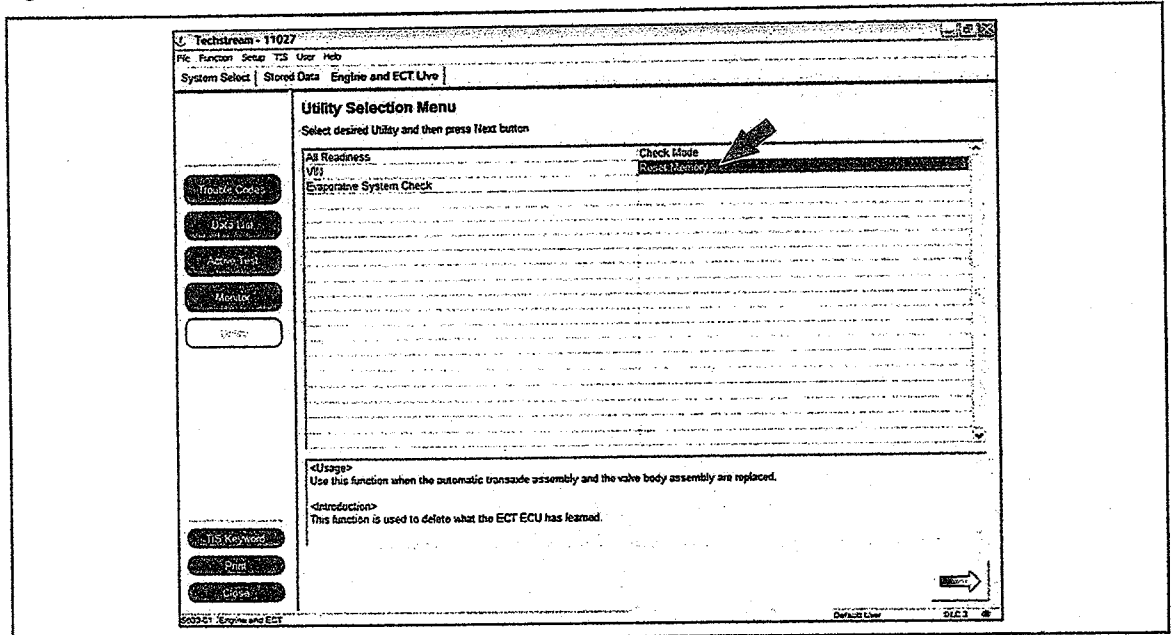 Techstream - 11027
File Function Setup TIS User Help
System Select Stored Data Engine and ECT Live
Utility Selection Menu
Select desired Utility and then press Next button
All Readiness Check Mode
VIN Reset Memory
Evaporative System Check
Trouble Codes
Data List
Active Test
Monitor
Utility
<Usage>
Use this function when the automatic transaxle assembly and the valve body assembly are replaced.
<Introduction>
This function is used to delete what the ECT ECU has learned.
TIS Keyword
Print
Close
Engine and ECT Default User DLC 3